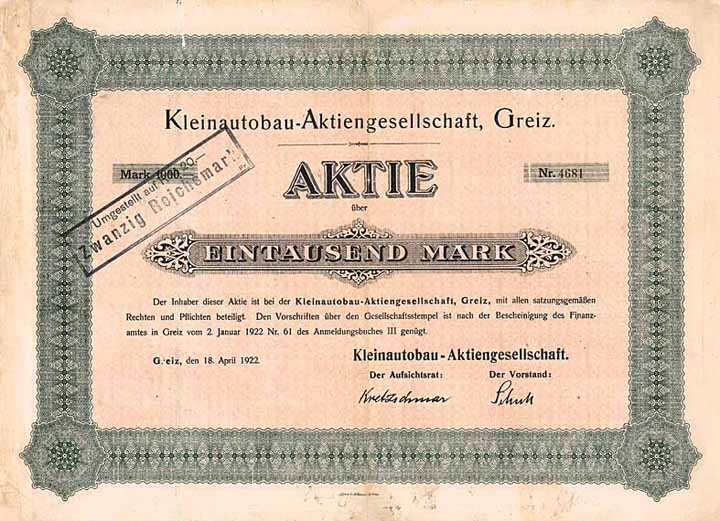 Kleinautobau-Aktiengesellschaft, Greiz.
Mark 1000.—
Nr. 4681
AKTIE
über
Umgestellt auf 20.—
Zwanzig Reichsmark
EINTAUSEND MARK
Der Inhaber dieser Aktie ist bei der Kleinautobau-Aktiengesellschaft, Greiz, mit allen satzungsgemäßen
Rechten und Pflichten beteiligt. Den Vorschriften über den Gesellschaftsstempel ist nach der Bescheinigung des Finanz-
amtes in Greiz vom 2. Januar 1922 Nr. 61 des Anmeldungsbuches III genügt.
Greiz, den 18. April 1922.
Kleinautobau-Aktiengesellschaft.
Der Aufsichtsrat: Der Vorstand:
Kretzschmar Schuh